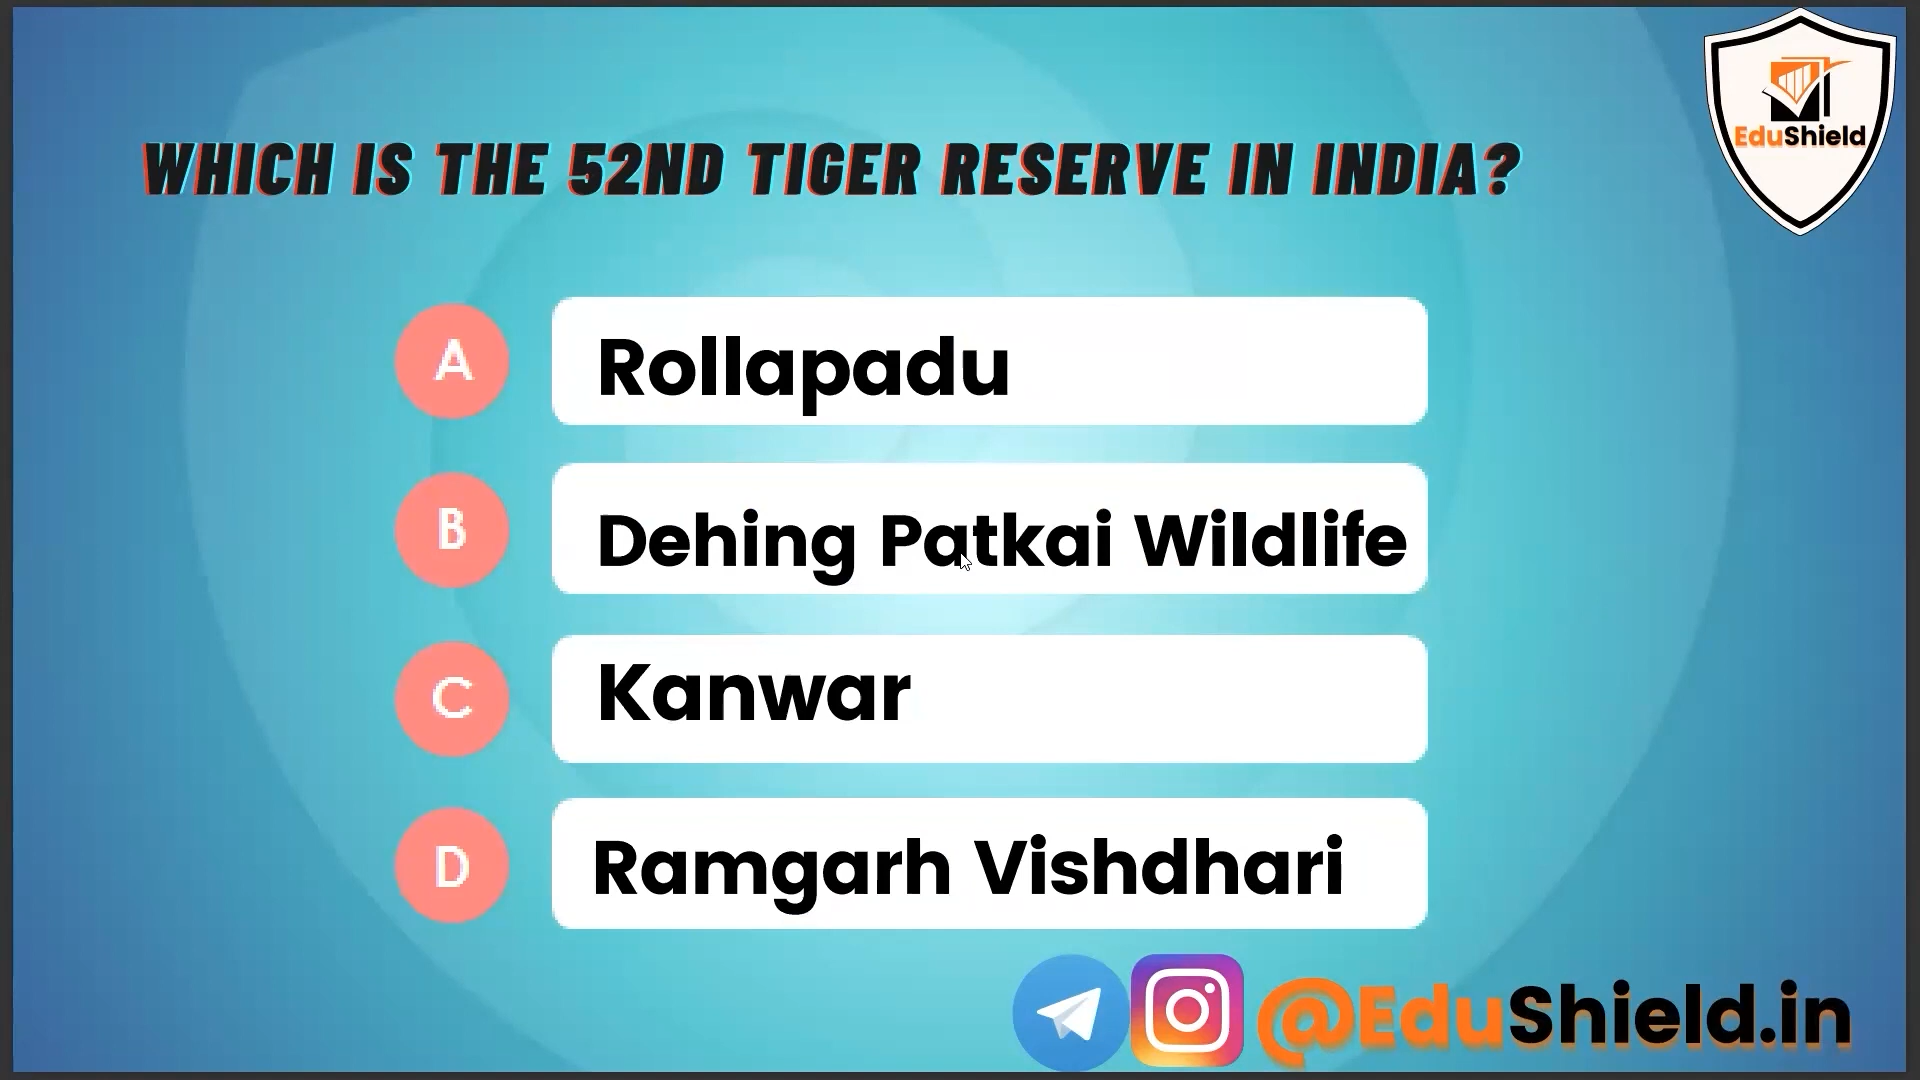 WHICH IS THE 52ND TIGER RESERVE IN INDIA?
EduShield
A
Rollapadu
B
Dehing Patkai Wildlife
C
Kanwar
D
Ramgarh Vishdhari
@EduShield.in